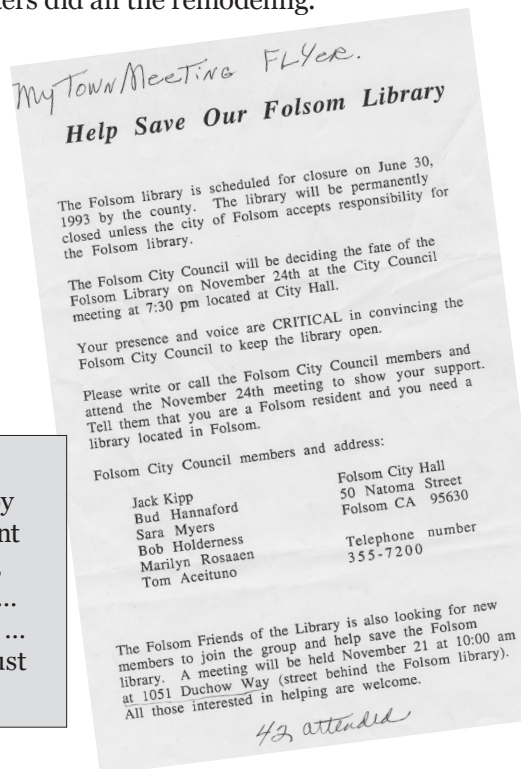 ters did all the remodeling.
My Town Meeting FLYer.
Help Save Our Folsom Library
The Folsom library is scheduled for closure on June 30,
1993 by the county. The library will be permanently
closed unless the city of Folsom accepts responsibility for
the Folsom library.
The Folsom City Council will be deciding the fate of the
Folsom Library on November 24th at the City Council
meeting at 7:30 pm located at City Hall.
Your presence and voice are CRITICAL in convincing the
Folsom City Council to keep the library open.
Please write or call the Folsom City Council members and
attend the November 24th meeting to show your support.
Tell them that you are a Folsom resident and you need a
library located in Folsom.
Folsom City Council members and address:
Jack Kipp
Bud Hannaford
Sara Myers
Bob Holderness
Marilyn Rosaaen
Tom Aceituno
Folsom City Hall
50 Natoma Street
Folsom CA 95630
Telephone number
355-7200
The Folsom Friends of the Library is also looking for new
members to join the group and help save the Folsom
library. A meeting will be held November 21 at 10:00 am
at 1051 Duchow Way (street behind the Folsom library).
All those interested in helping are welcome.
42 attended
y
nt
...
...
ust